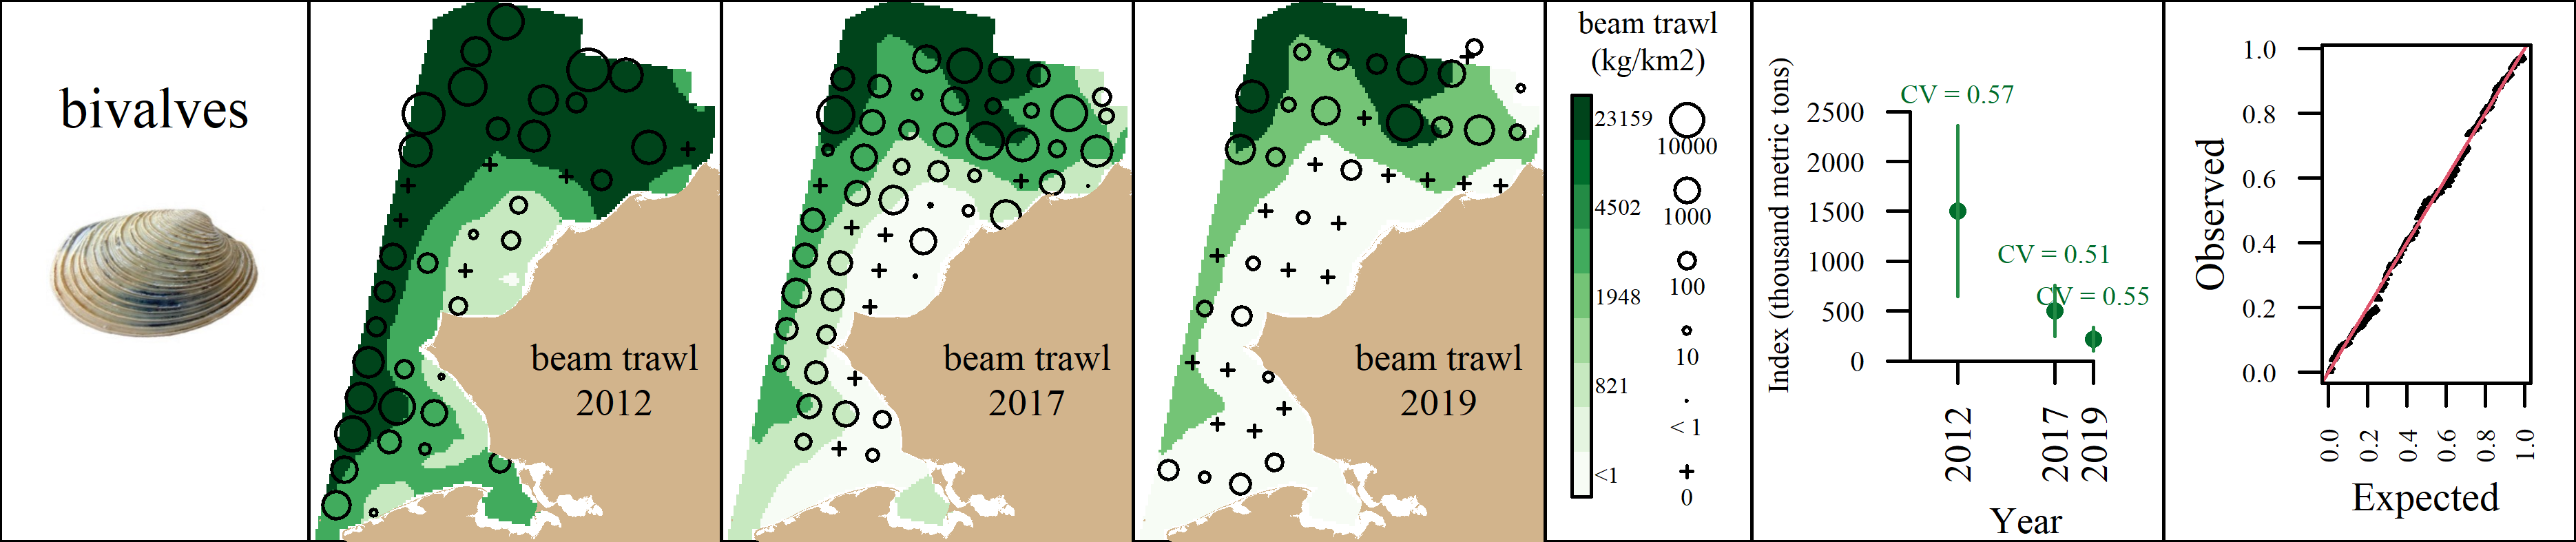 bivalves
beam trawl
2012
beam trawl
2017
beam trawl
2019
beam trawl
(kg/km2)
23159
4502
1948
821
<1
10000
1000
100
10
< 1
0
Index (thousand metric tons)
2500
2000
1500
1000
500
0
CV = 0.57
CV = 0.51
CV = 0.55
2012
2017
2019
Year
Observed
1.0
0.8
0.6
0.4
0.2
0.0
0.0
0.2
0.4
0.6
0.8
1.0
Expected